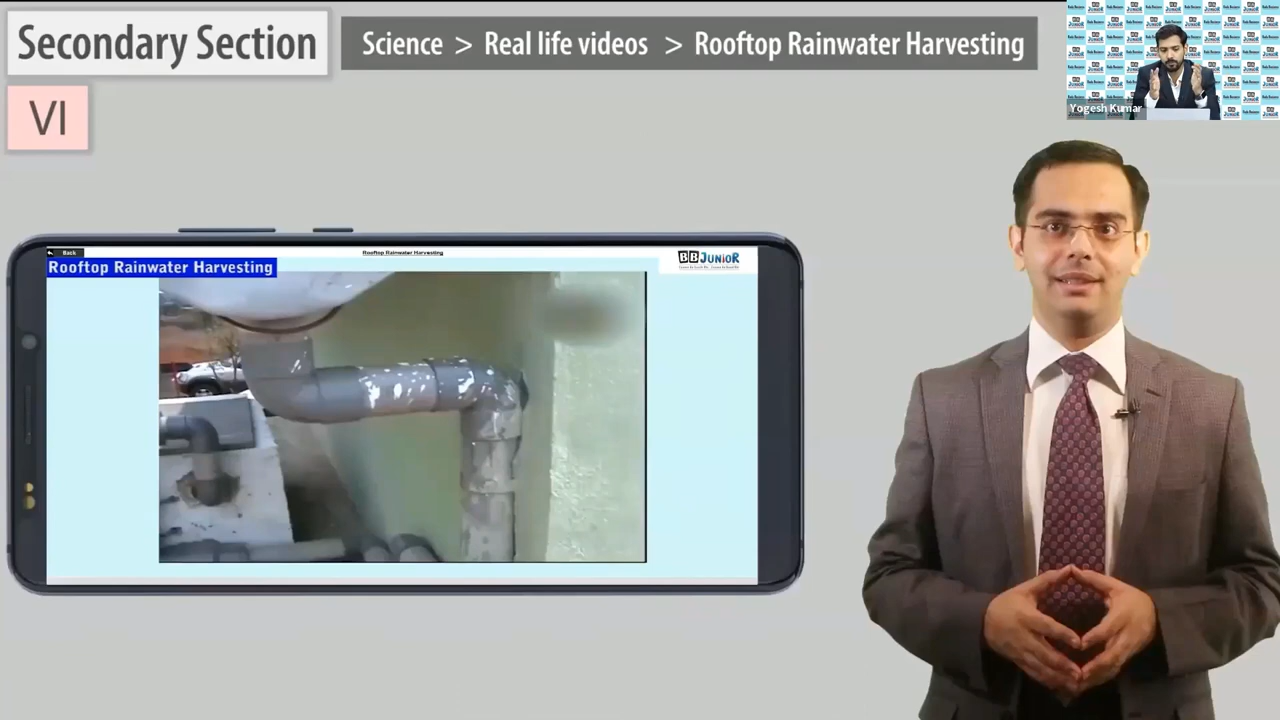 Secondary Section
Science > Real life videos > Rooftop Rainwater Harvesting
Yogesh Kumar
VI
Back
Rooftop Rainwater Harvesting
BB JUNIOR
Rooftop Rainwater Harvesting